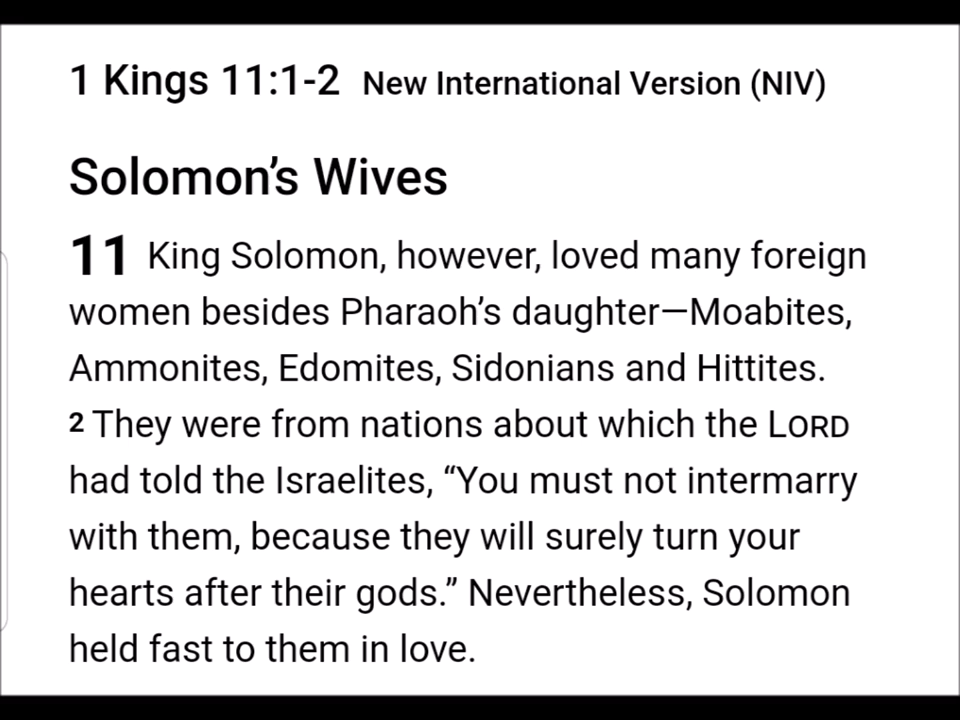 1 Kings 11:1-2 New International Version (NIV)
Solomon’s Wives
11 King Solomon, however, loved many foreign
women besides Pharaoh’s daughter—Moabites,
Ammonites, Edomites, Sidonians and Hittites.
2 They were from nations about which the LORD
had told the Israelites, “You must not intermarry
with them, because they will surely turn your
hearts after their gods.” Nevertheless, Solomon
held fast to them in love.